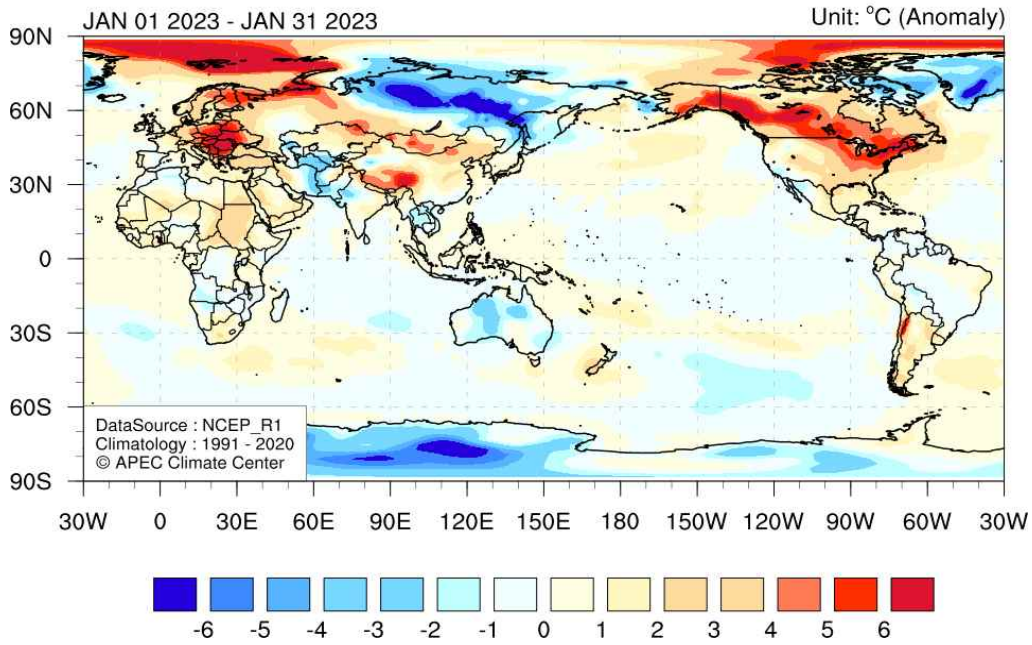 JAN 01 2023 - JAN 31 2023
Unit: °C (Anomaly)
90N
60N
30N
0
30S
60S
90S
DataSource : NCEP_R1
Climatology : 1991 - 2020
© APEC Climate Center
30W 0 30E 60E 90E 120E 150E 180 150W 120W 90W 60W 30W
-6 -5 -4 -3 -2 -1 0 1 2 3 4 5 6